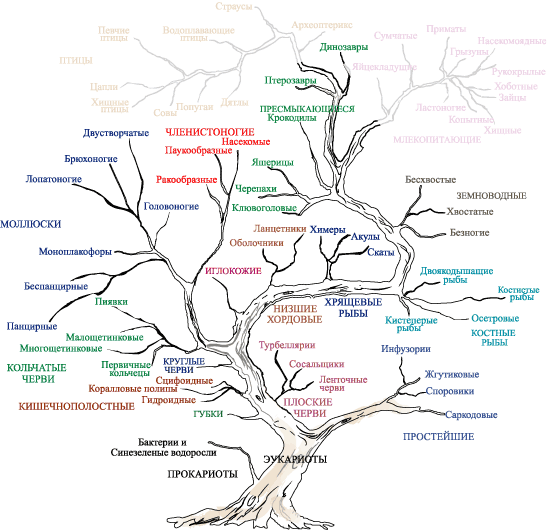 Страусы
Певчие
птицы
Водоплавающие
птицы
Археоптерикс
Приматы
Сумчатые
Насекомоядные
Динозавры
Грызуны
ПТИЦЫ
Яйцекладущие
Рукокрылые
Птерозавры
Цапли
Хоботные
Зайцы
Хищные
птицы
Совы
Попугаи
Дятлы
ПРЕСМЫКАЮЩИЕСЯ
Крокодилы
Ластоногие
Копытные
Хищные
Двустворчатые
ЧЛЕНИСТОНОГИЕ
Насекомые
Паукообразные
МЛЕКОПИТАЮЩИЕ
Брюхоногие
Ящерицы
Лопатоногие
Ракообразные
Бесхвостые
Черепахи
ЗЕМНОВОДНЫЕ
Головоногие
Клювоголовые
Хвостатые
МОЛЛЮСКИ
Ланцетники
Химеры
Безногие
Оболочники
Акулы
Моноплакофоры
Скаты
ИГЛОКОЖИЕ
Двоякодышащие
рыбы
Беспанцирные
Костистые
рыбы
Пиявки
НИЗШИЕ
ХОРДОВЫЕ
ХРЯЩЕВЫЕ
РЫБЫ
Панцирные
Кистеперые
рыбы
Осетровые
Малощетинковые
КОСТНЫЕ
РЫБЫ
Многощетинковые
Турбеллярии
Инфузории
КОЛЬЧАТЫЕ
ЧЕРВИ
Первичные
кольчецы
КРУГЛЫЕ
ЧЕРВИ
Сосальщики
Жгутиковые
Сцифоидные
Ленточные
черви
Коралловые полипы
Споровики
Гидроидные
КИШЕЧНОПОЛОСТНЫЕ
ПЛОСКИЕ
ЧЕРВИ
ГУБКИ
Саркодовые
ПРОСТЕЙШИЕ
Бактерии и
Синезеленые водоросли
ЭУКАРИОТЫ
ПРОКАРИОТЫ